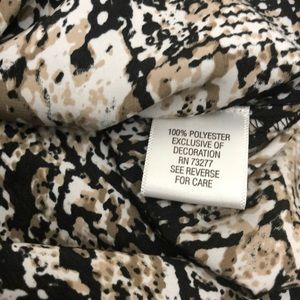 100% POLYESTER
EXCLUSIVE OF
DECORATION
RN 73277
SEE REVERSE
FOR CARE